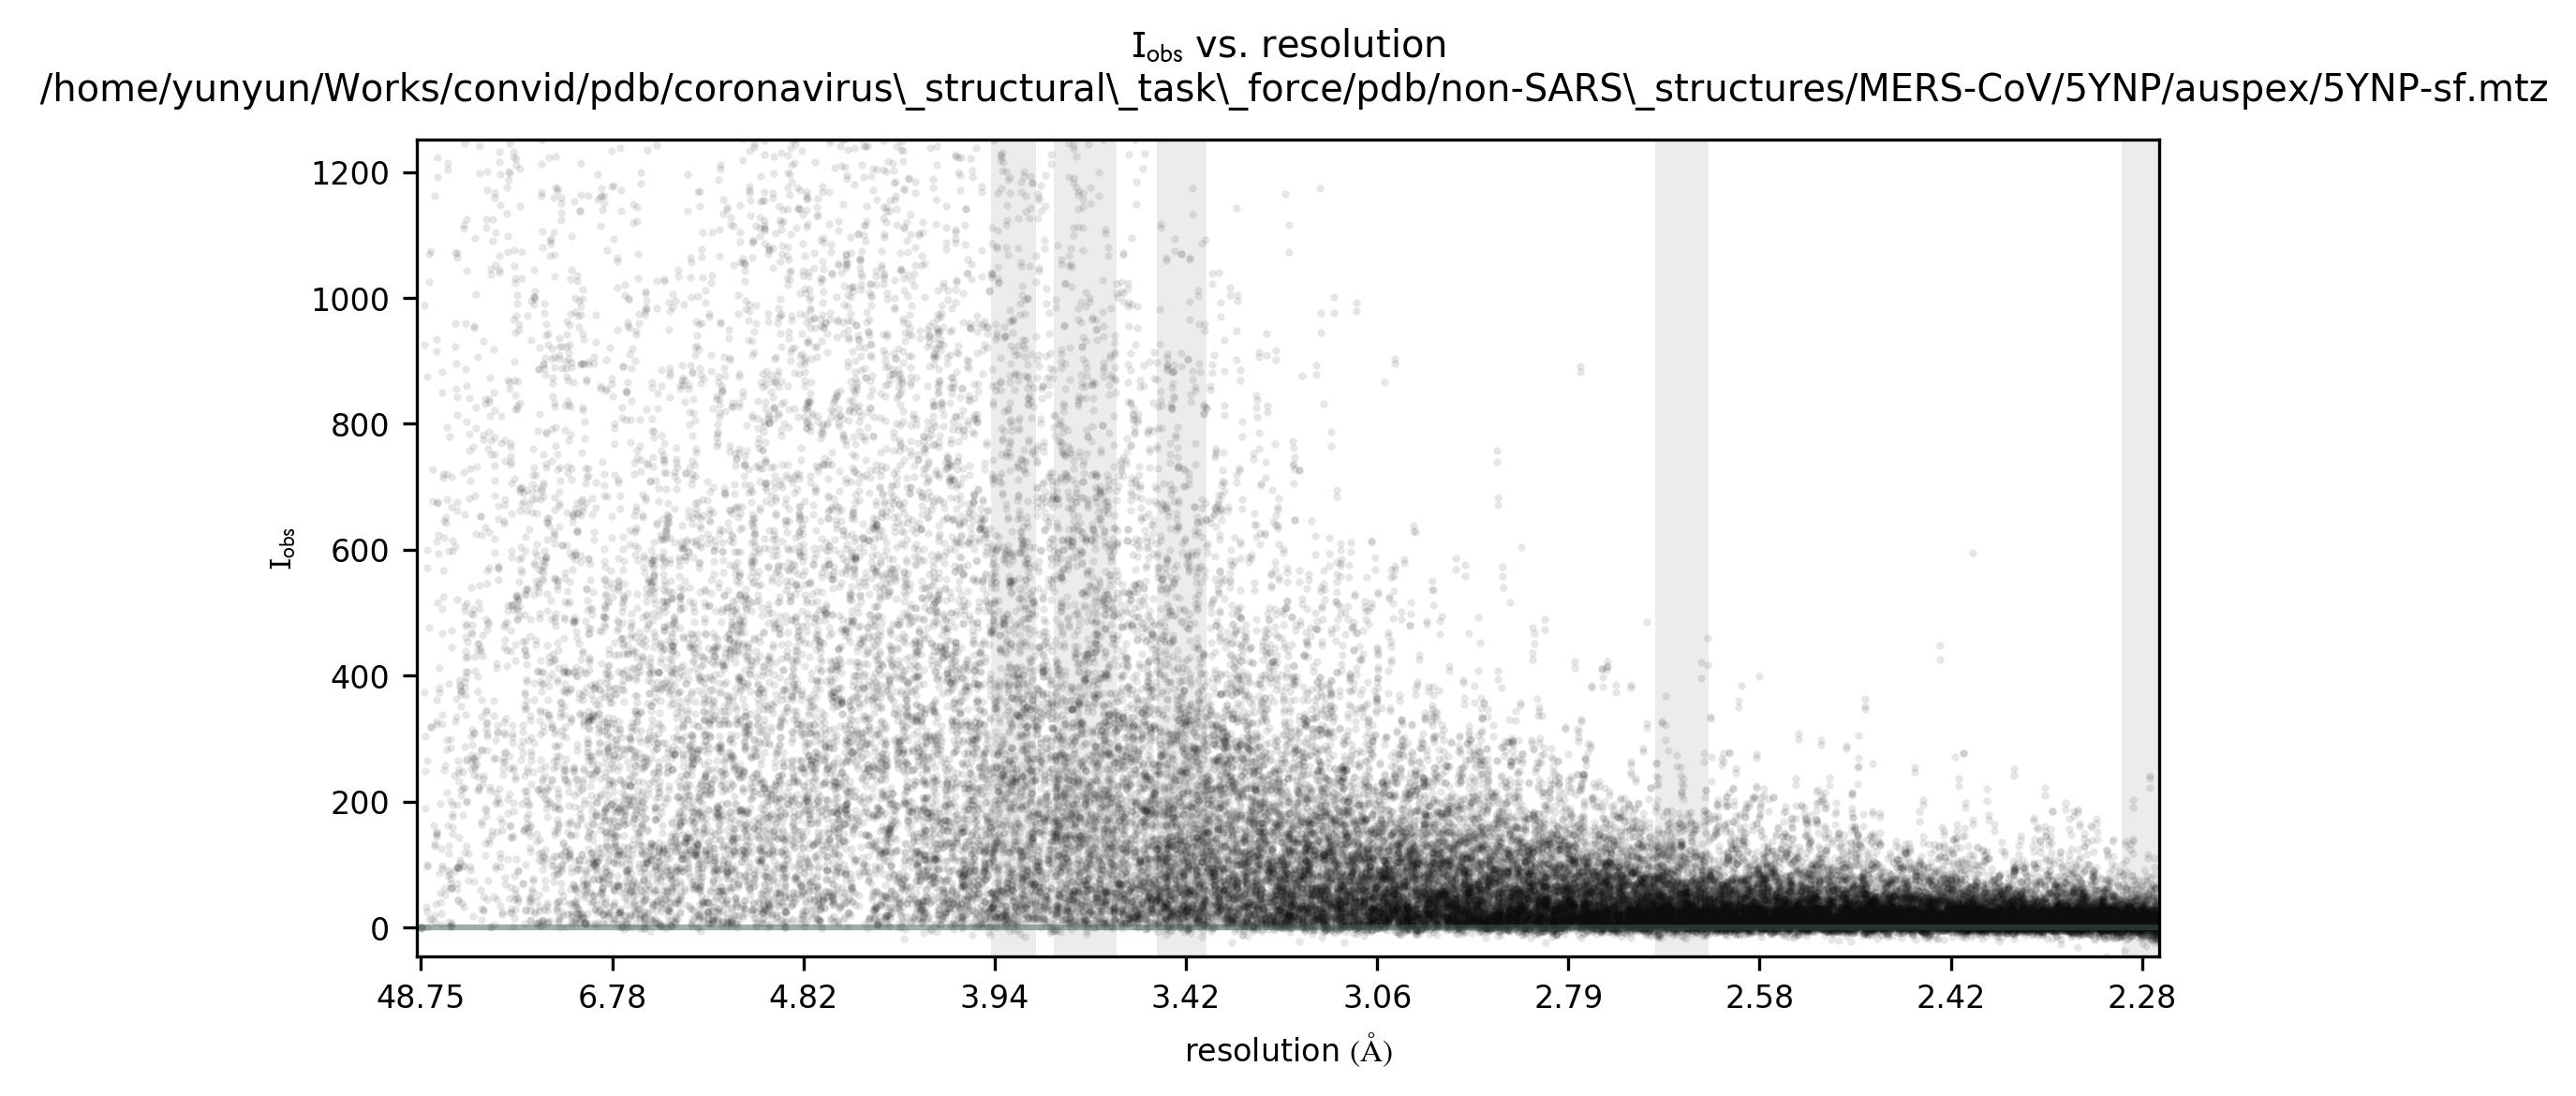 Iobs vs. resolution
/home/yunyun/Works/convid/pdb/coronavirus\_structural\_task\_force/pdb/non-SARS\_structures/MERS-CoV/5YNP/auspex/5YNP-sf.mtz
1200
1000
800
600
400
200
0
Iobs
48.75 6.78 4.82 3.94 3.42 3.06 2.79 2.58 2.42 2.28
resolution (Å)